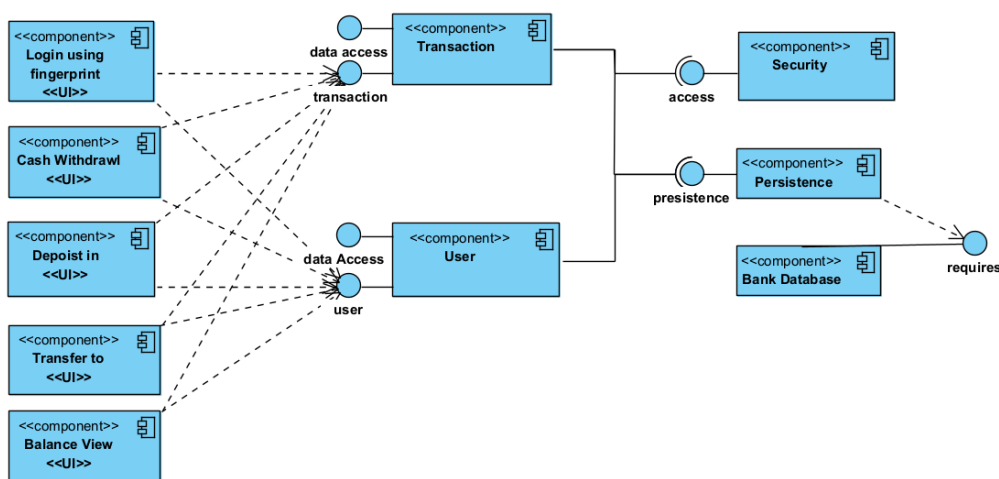 <<component>>
Login using
fingerprint
<<UI>>
<<component>>
Cash Withdrawl
<<UI>>
<<component>>
Depoist in
<<UI>>
<<component>>
Transfer to
<<UI>>
<<component>>
Balance View
<<UI>>
data access
transaction
<<component>>
Transaction
data Access
user
<<component>>
User
access
<<component>>
Security
presistence
<<component>>
Persistence
<<component>>
Bank Database
requires